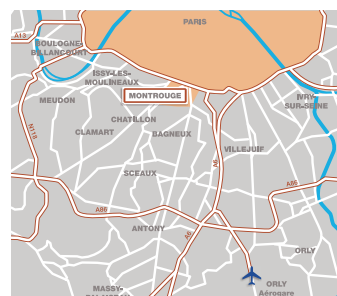 PARIS
A13
BOULOGNE-
BILLANCOURT
ISSY-LES-
MOULINEAUX
MEUDON
MONTROUGE
IVRY-
SUR-SEINE
CHATILLON
N118
CLAMART
BAGNEUX
VILLEJUIF
A6
SCEAUX
A86
A86
ANTONY
A6
ORLY
MASSY-
ORLY
Aérogare